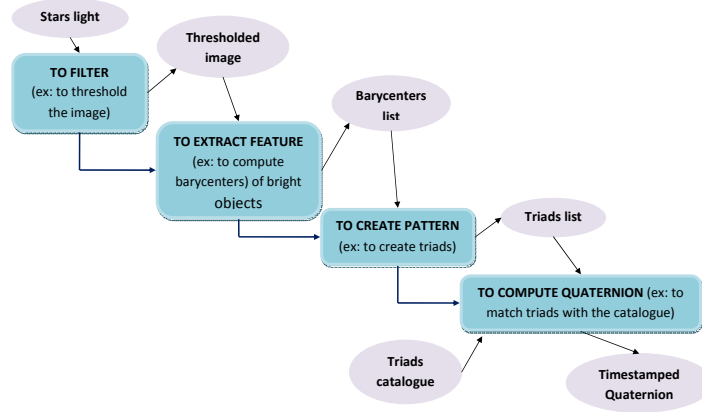 Stars light
Thresholded
image
TO FILTER
(ex: to threshold
the image)
Barycenters
list
TO EXTRACT FEATURE
(ex: to compute
barycenters) of bright
objects
TO CREATE PATTERN
(ex: to create triads)
Triads list
TO COMPUTE QUATERNION (ex: to
match triads with the catalogue)
Triads
catalogue
Timestamped
Quaternion